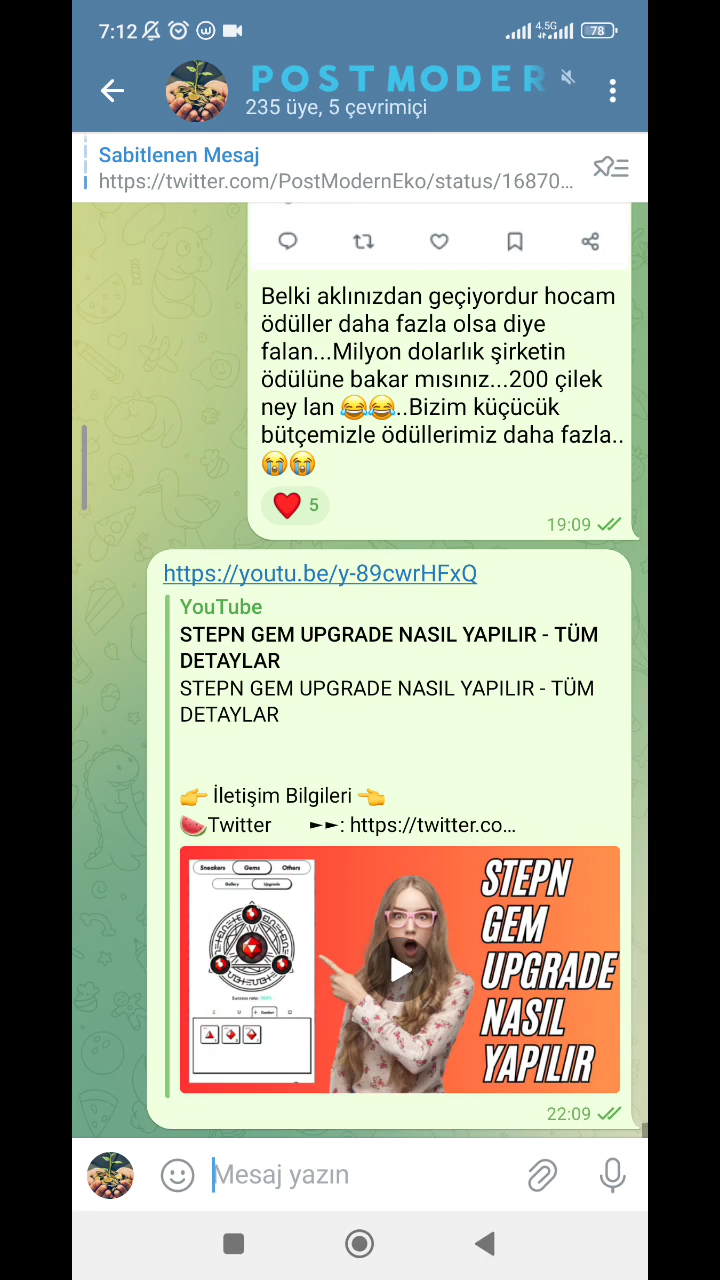 7:12
4.5G
78
POSTMODER
235 üye, 5 çevrimiçi
Sabitlenen Mesaj
https://twitter.com/PostModernEko/status/16870...
Belki aklınızdan geçiyordur hocam
ödüller daha fazla olsa diye
falan...Milyon dolarlık şirketin
ödülüne bakar mısınız...200 çilek
ney lan 😂😂..Bizim küçücük
bütçemizle ödüllerimiz daha fazla..
😭😭
❤️ 5
19:09
https://youtu.be/y-89cwrHFxQ
YouTube
STEPN GEM UPGRADE NASIL YAPILIR - TÜM
DETAYLAR
STEPN GEM UPGRADE NASIL YAPILIR - TÜM
DETAYLAR
👉 İletişim Bilgileri 👈
🍉Twitter ►►: https://twitter.co...
Sneakers Gems Others
Gallery Upgrade
Success rate:
STEPN
GEM
UPGRADE
NASIL
YAPILIR
22:09
Mesaj yazın